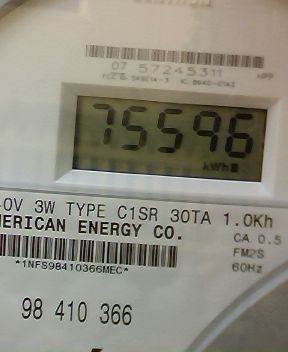 07 57245311
75596
kWh
0V 3W TYPE C1SR 30TA 1.0Kh
MERICAN ENERGY CO.
CA 0.5
*1NFS98410366MEC*
FM2S
60Hz
98 410 366